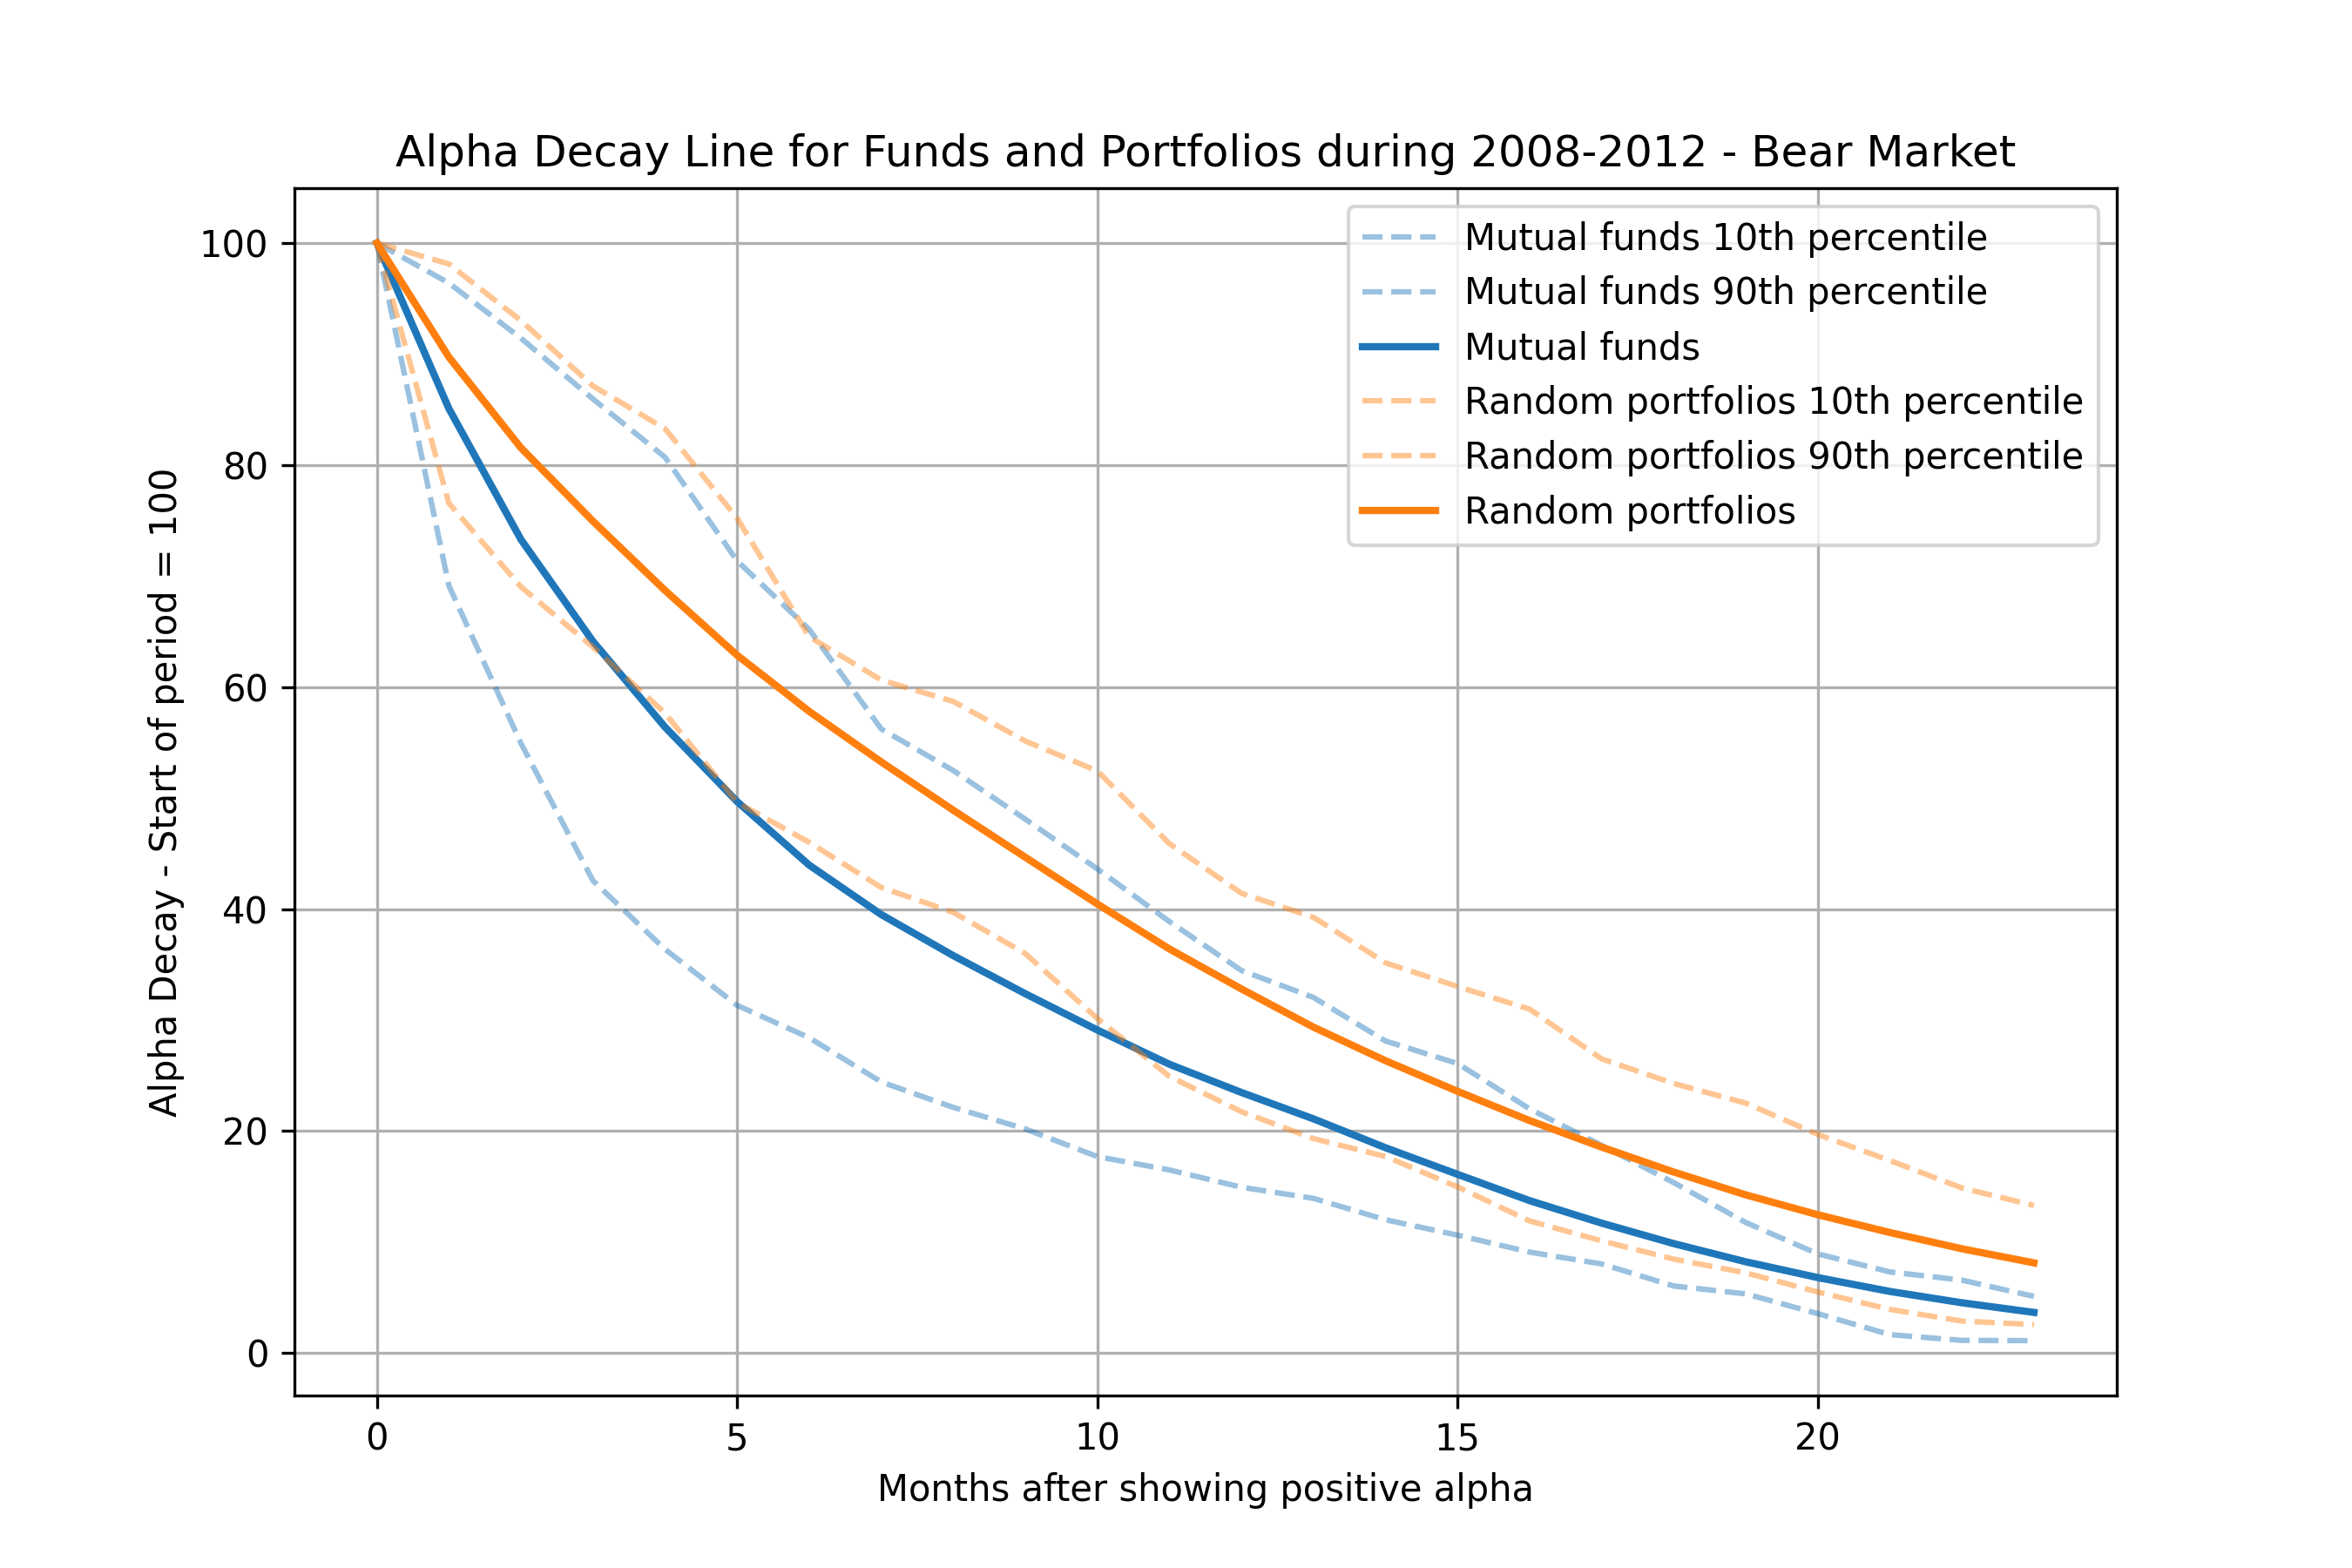 Alpha Decay Line for Funds and Portfolios during 2008-2012 - Bear Market
Alpha Decay - Start of period = 100
100
80
60
40
20
0
Mutual funds 10th percentile
Mutual funds 90th percentile
Mutual funds
Random portfolios 10th percentile
Random portfolios 90th percentile
Random portfolios
0 5 10 15 20
Months after showing positive alpha